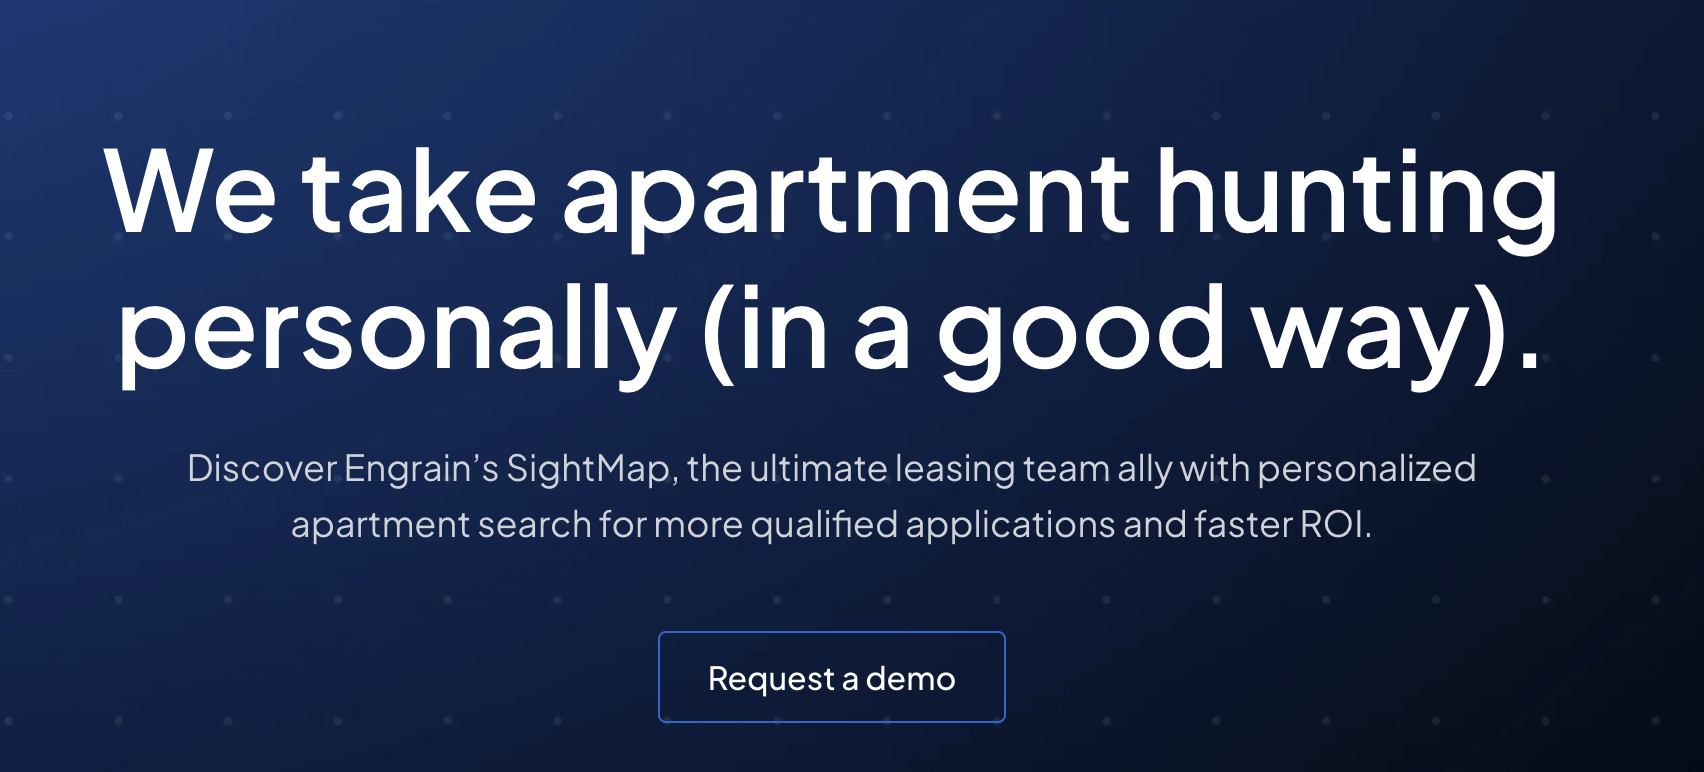 We take apartment hunting
personally (in a good way).
Discover Engrain’s SightMap, the ultimate leasing team ally with personalized
apartment search for more qualified applications and faster ROI.
Request a demo